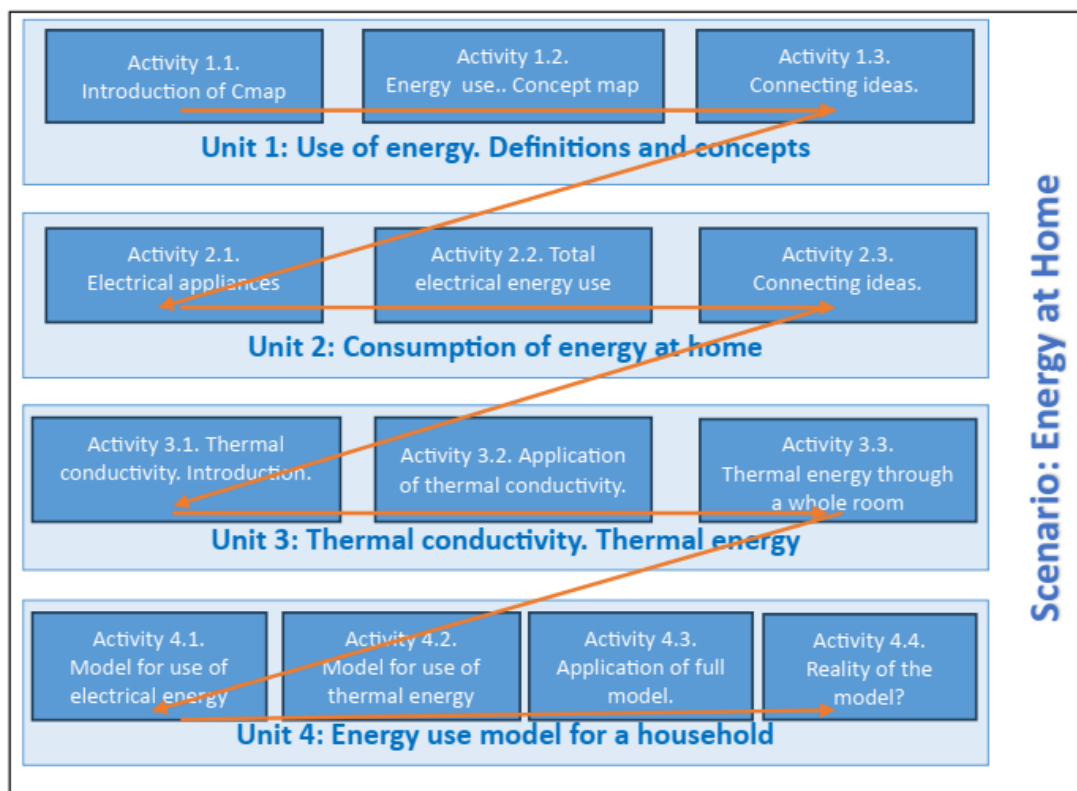 Activity 1.1.
Introduction of Cmap
Activity 1.2.
Energy use.. Concept map
Activity 1.3.
Connecting ideas.
Unit 1: Use of energy. Definitions and concepts
Activity 2.1.
Electrical appliances
Activity 2.2. Total
electrical energy use
Activity 2.3.
Connecting ideas.
Unit 2: Consumption of energy at home
Activity 3.1. Thermal
conductivity. Introduction.
Activity 3.2. Application
of thermal conductivity.
Activity 3.3.
Thermal energy through
a whole room
Unit 3: Thermal conductivity. Thermal energy
Activity 4.1.
Model for use of
electrical energy
Activity 4.2.
Model for use of
thermal energy
Activity 4.3.
Application of full
model.
Activity 4.4.
Reality of the
model?
Unit 4: Energy use model for a household
Scenario: Energy at Home